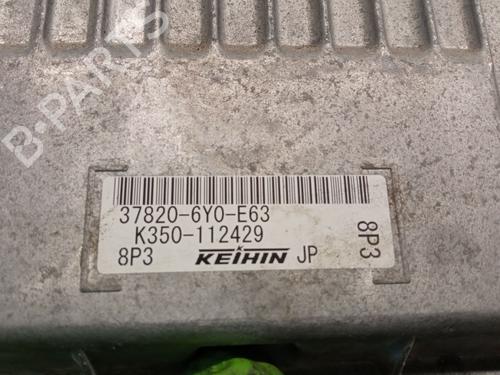 B-PARTS
37820-6Y0-E63
K350-112429
8P3 KEIHIN JP
8P3